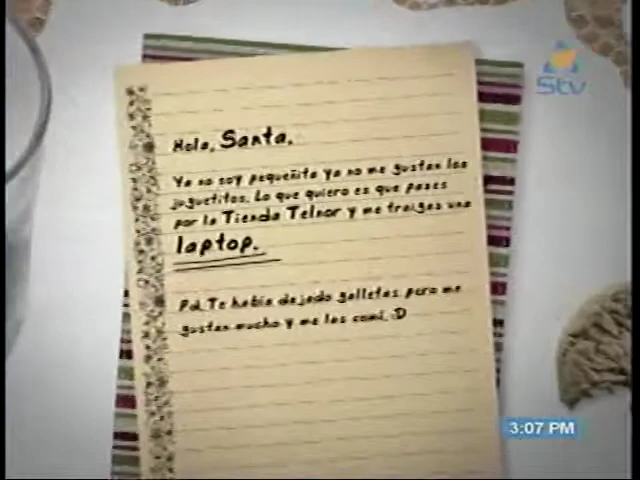 Stv
Hola, Santa.
Ya no soy pequeñita ya no me gustan los
juguetitos. Lo que quiero es que pases
por la Tienda Telnor y me traigas una
laptop.
Pd. Te había dejado galletas pero me
gustan mucho y me las comí. :D
3:07 PM